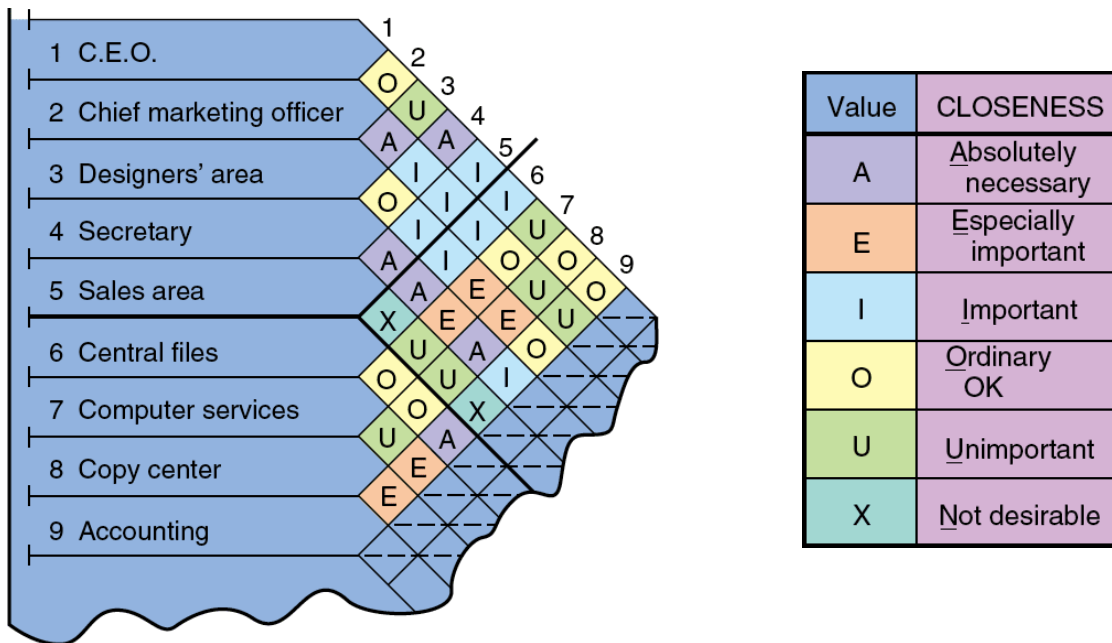 1 C.E.O.
2 Chief marketing officer
3 Designers' area
4 Secretary
5 Sales area
6 Central files
7 Computer services
8 Copy center
9 Accounting
1
2
3
4
5
6
7
8
9
O
U
A A
I I
O I I
I I U
A I O O
A E U O
X E E U
U A O
O U I
O X
U A
E
E
Value CLOSENESS
A Absolutely
necessary
E Especially
important
I Important
O Ordinary
OK
U Unimportant
X Not desirable